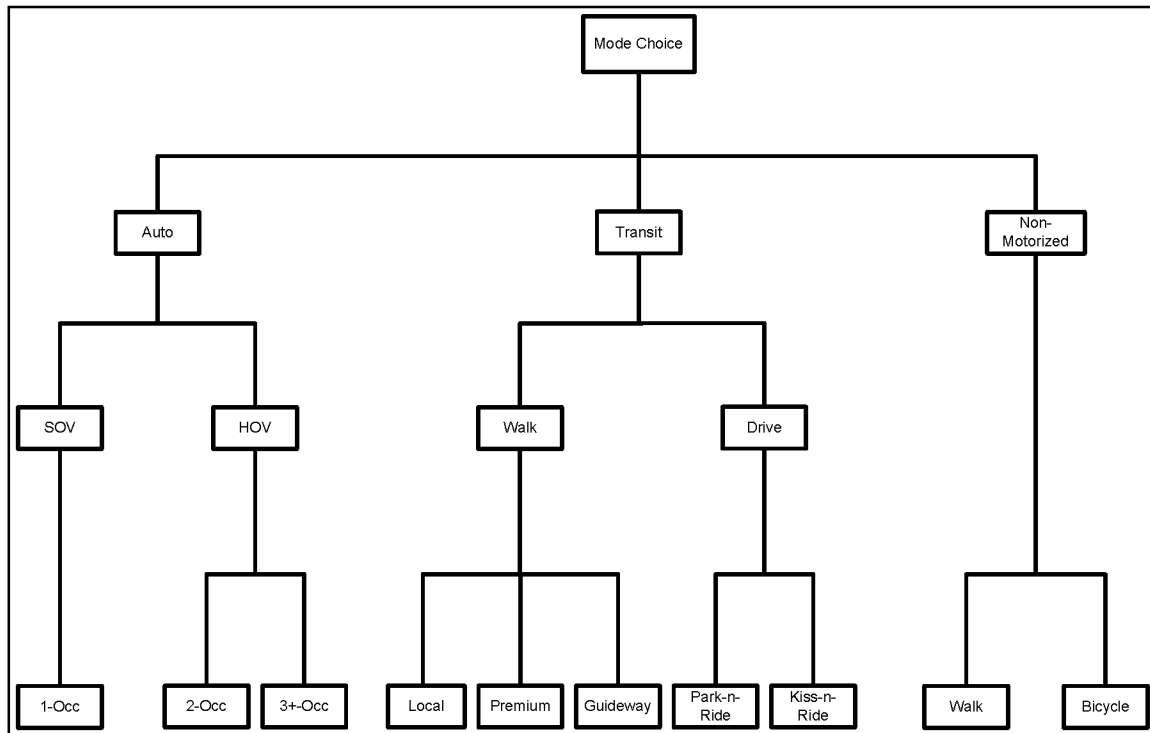 Mode Choice
Auto
Transit
Non-
Motorized
SOV
HOV
Walk
Drive
1-Occ
2-Occ
3+-Occ
Local
Premium
Guideway
Park-n-
Ride
Kiss-n-
Ride
Walk
Bicycle